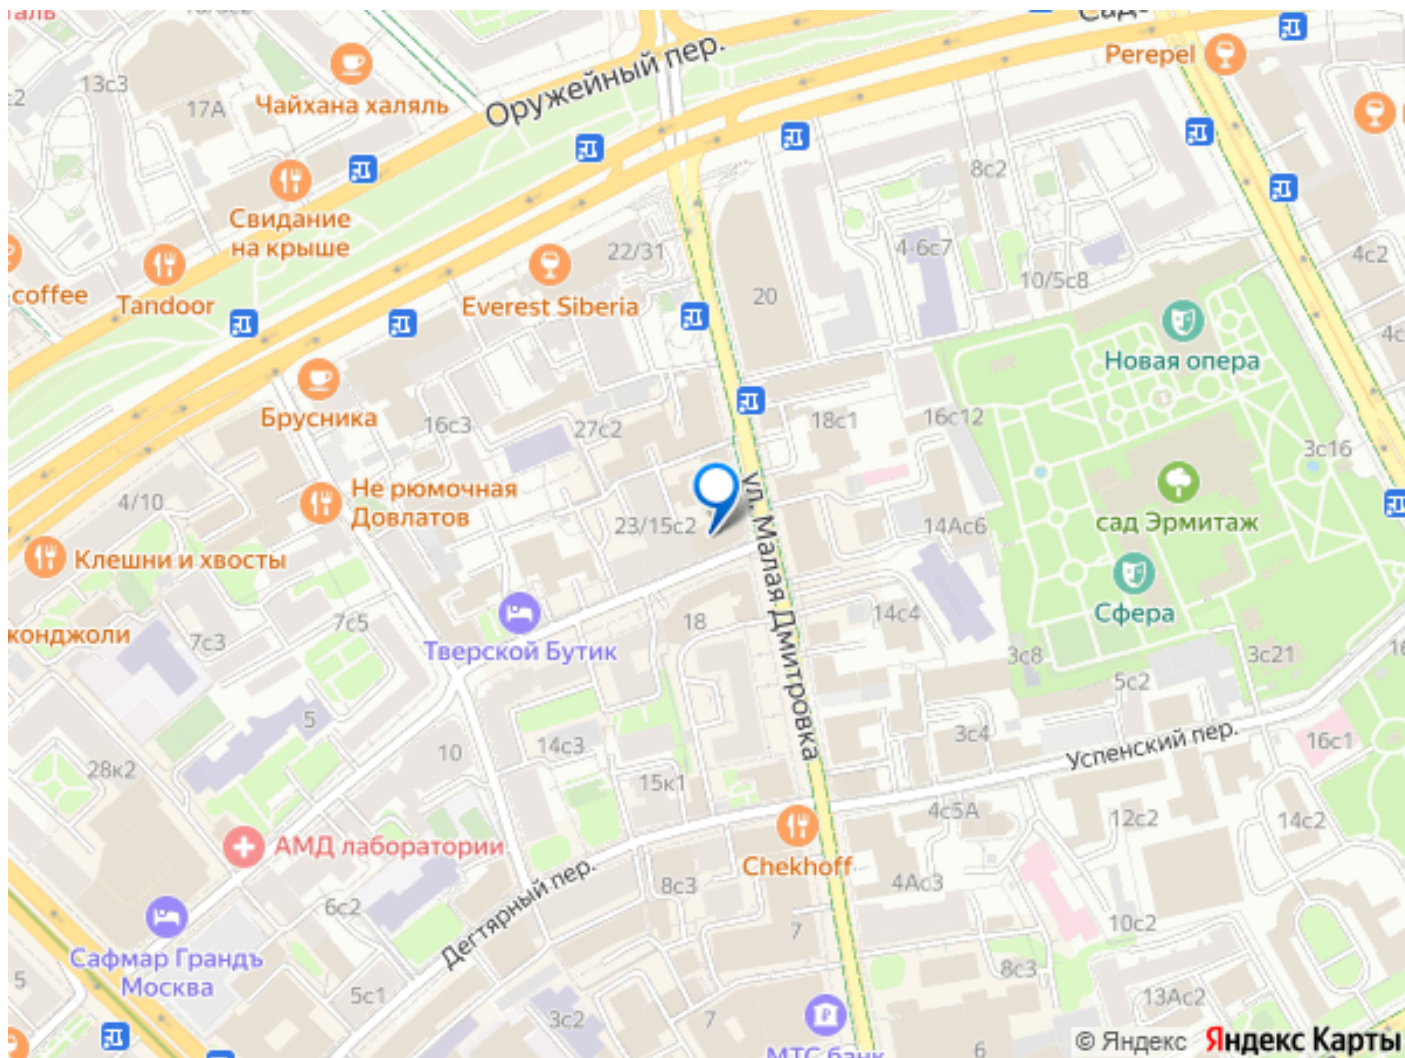 13с3
17А
Чайхана халяль
Оружейный пер.
Perepel
Свидание
на крыше
22/31
8с2
4-6с7
4с2
coffee
Tandoor
Everest Siberia
20
10/5с8
Новая опера
Брусника
16с3
27с2
18с1
16с12
3с16
4/10
Не рюмочная
Довлатов
23/15с2
ул. Малая Дмитровка
14Ас6
сад Эрмитаж
Клешни и хвосты
7с3
7с5
Тверской Бутик
18
14с4
Сфера
3с8
3с21
5с2
конджоли
5
10
14с3
15к1
3с4
Успенский пер.
16с1
28к2
АМД лаборатории
Chekhoff
4с5А
12с2
14с2
Дегтярный пер.
8с3
4Ас3
6с2
7
10с2
Сафмар Грандъ
Москва
5
5с1
3с2
7
8с3
13Ас2
МТС банк
6
© Яндекс Яндекс Карты